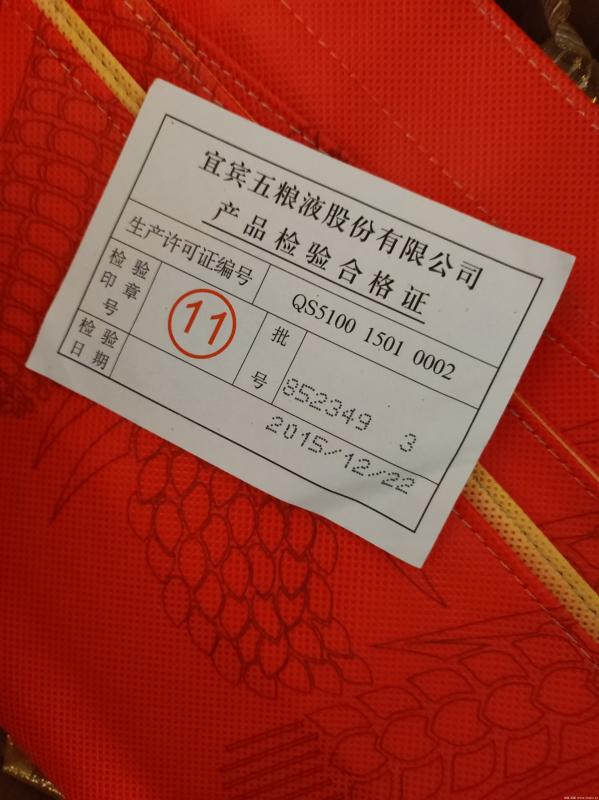 宜宾五粮液股份有限公司
产品检验合格证
生产许可证编号 QS5100 1501 0002
检验印章号 11 批号 852349 3
检验日期 2015/12/22